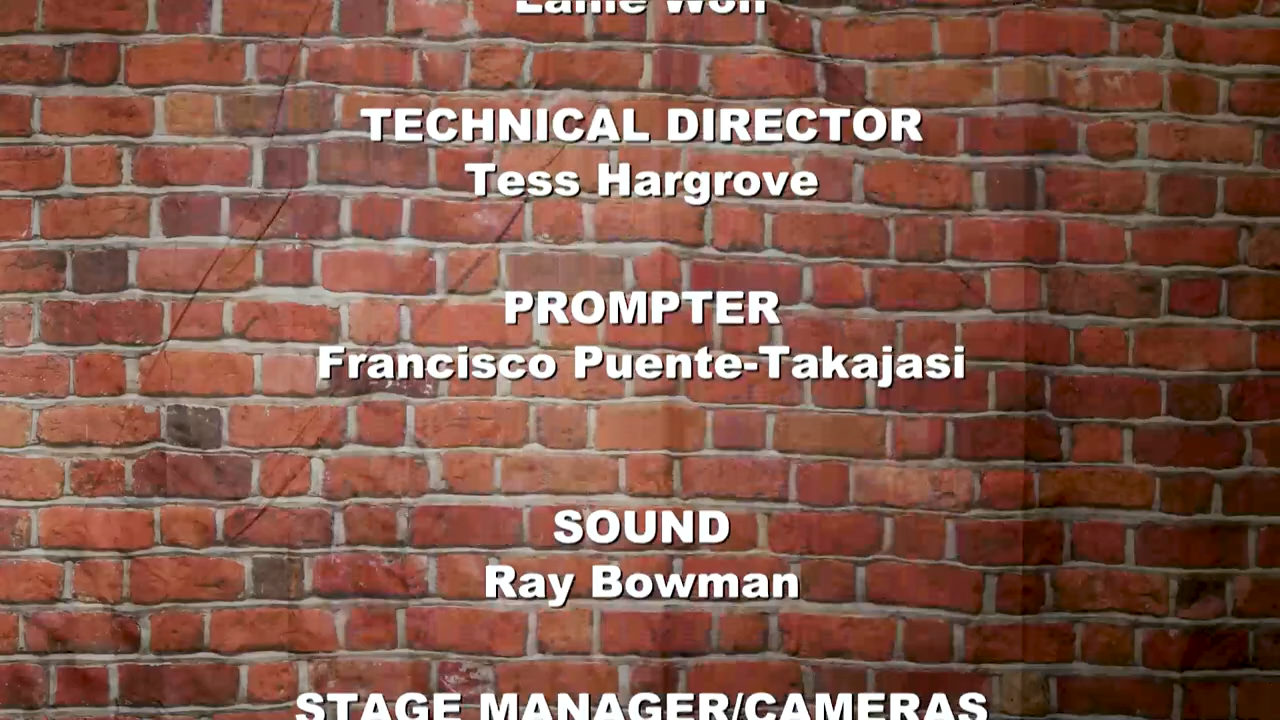 TECHNICAL DIRECTOR
Tess Hargrove
PROMPTER
Francisco Puente-Takajasi
SOUND
Ray Bowman
STAGE MANAGER/CAMERAS